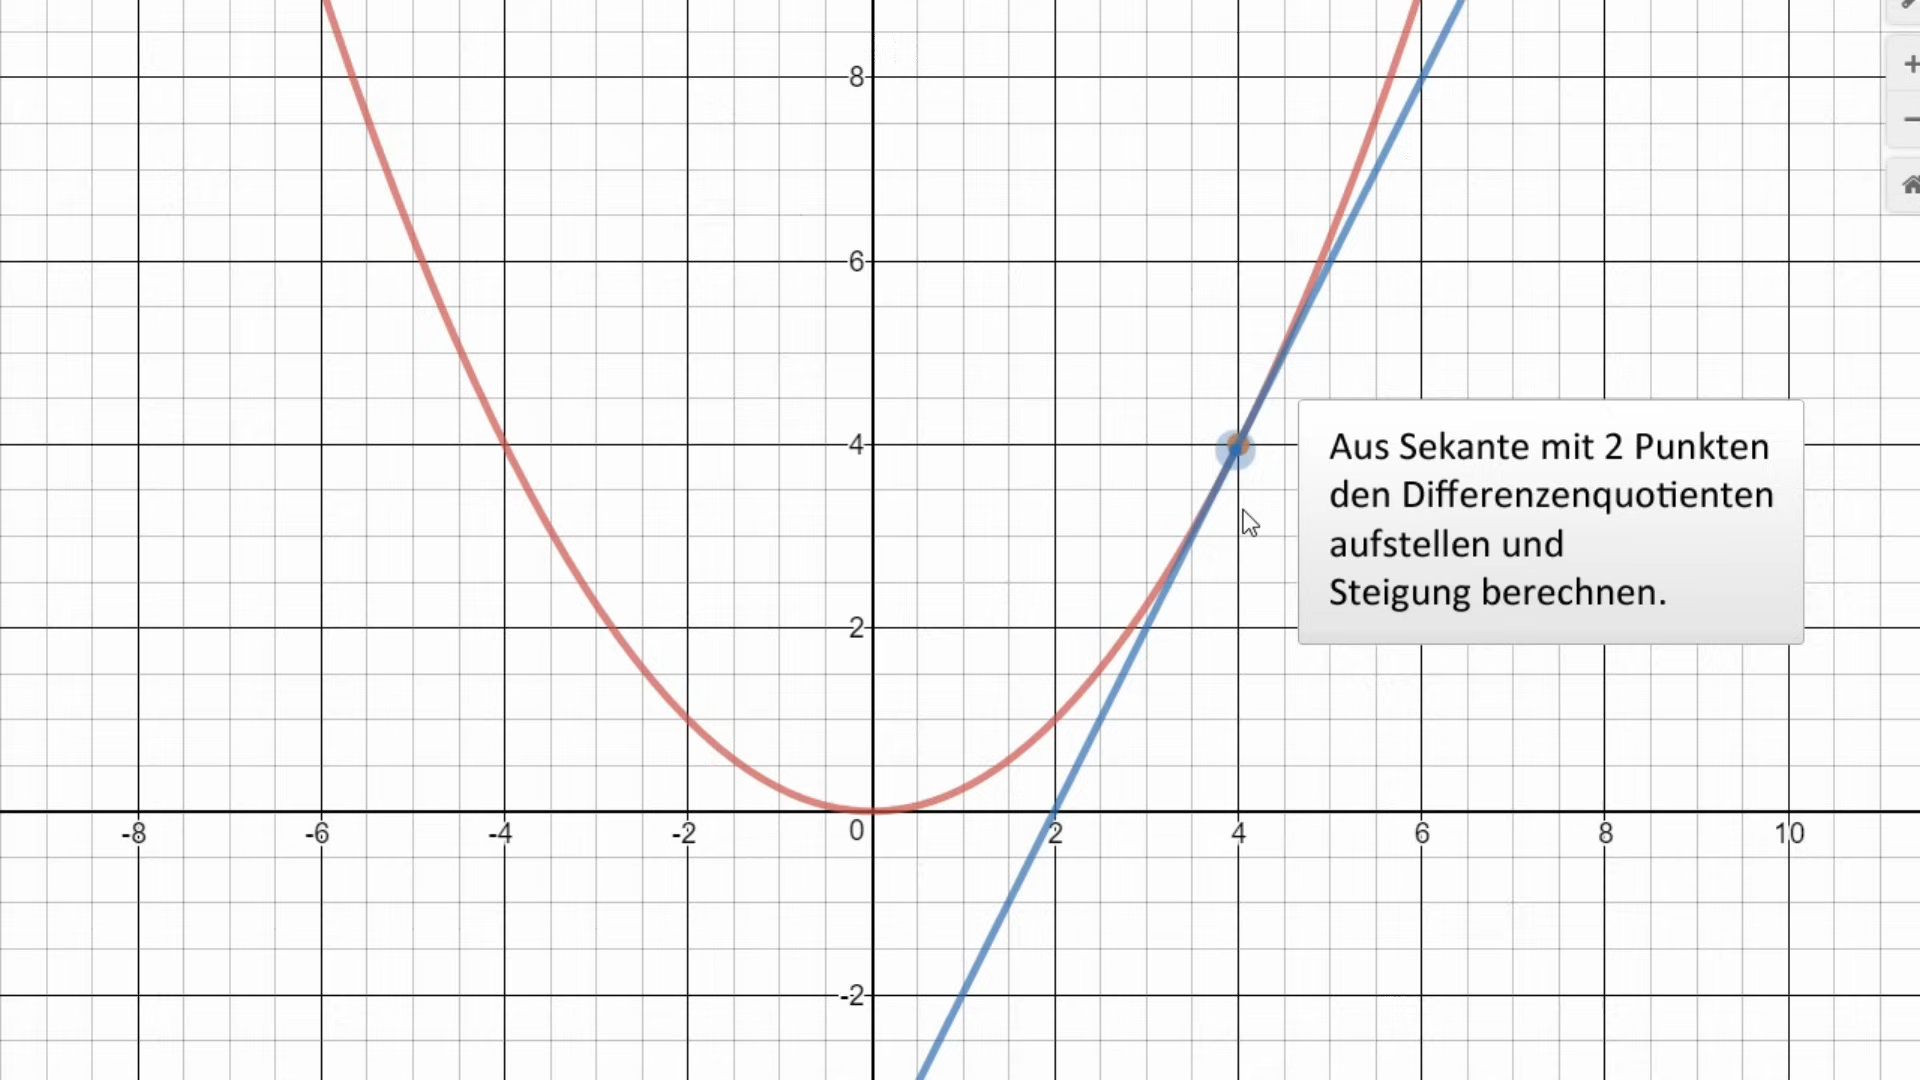 8
6
4
Aus Sekante mit 2 Punkten
den Differenzenquotienten
aufstellen und
Steigung berechnen.
2
-8 -6 -4 -2 0 2 4 6 8 10
-2